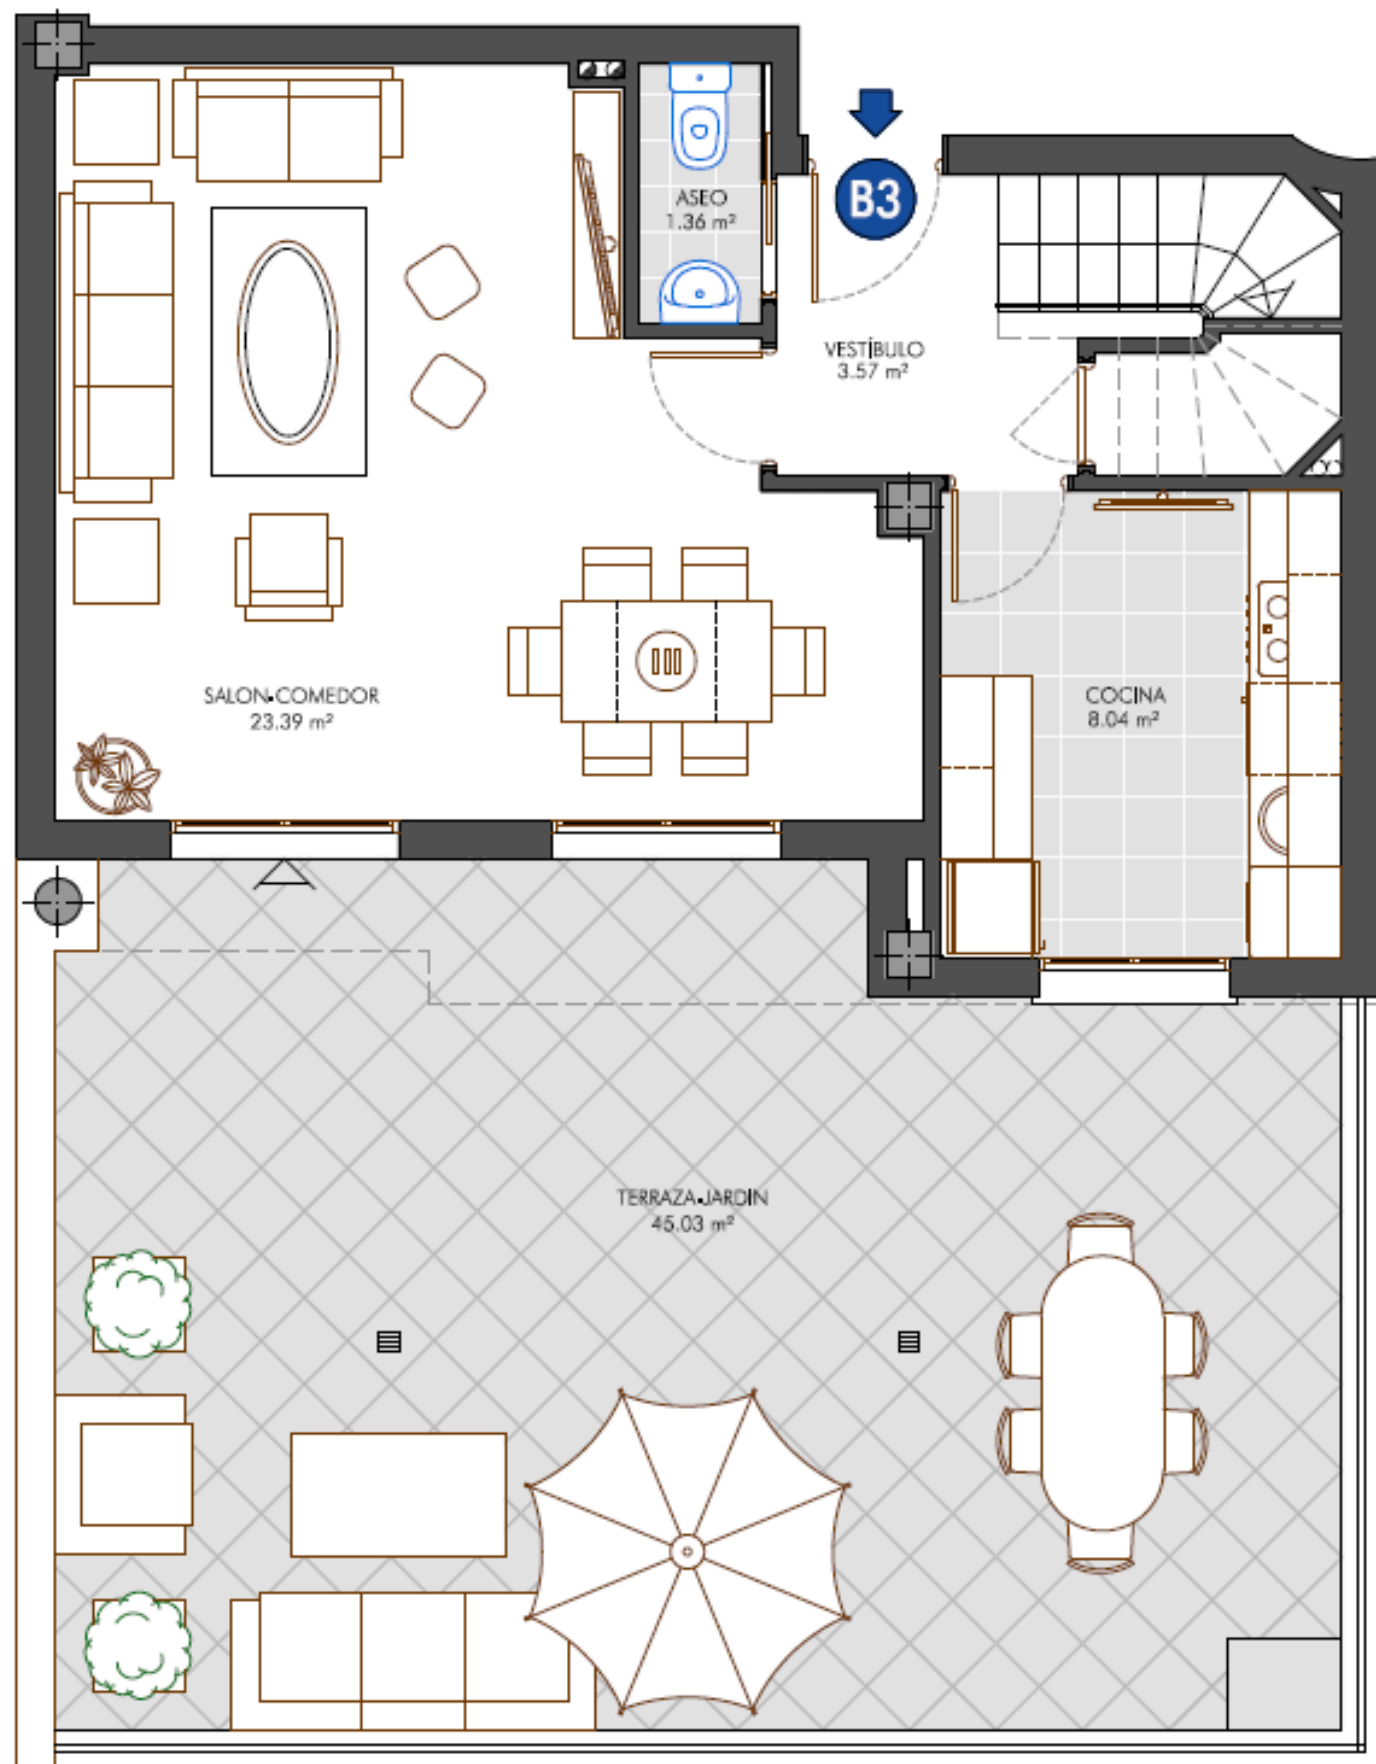 B3
ASEO
1.36 m²
VESTÍBULO
3.57 m²
SALON-COMEDOR
23.39 m²
COCINA
8.04 m²
TERRAZA-JARDÍN
45.03 m²